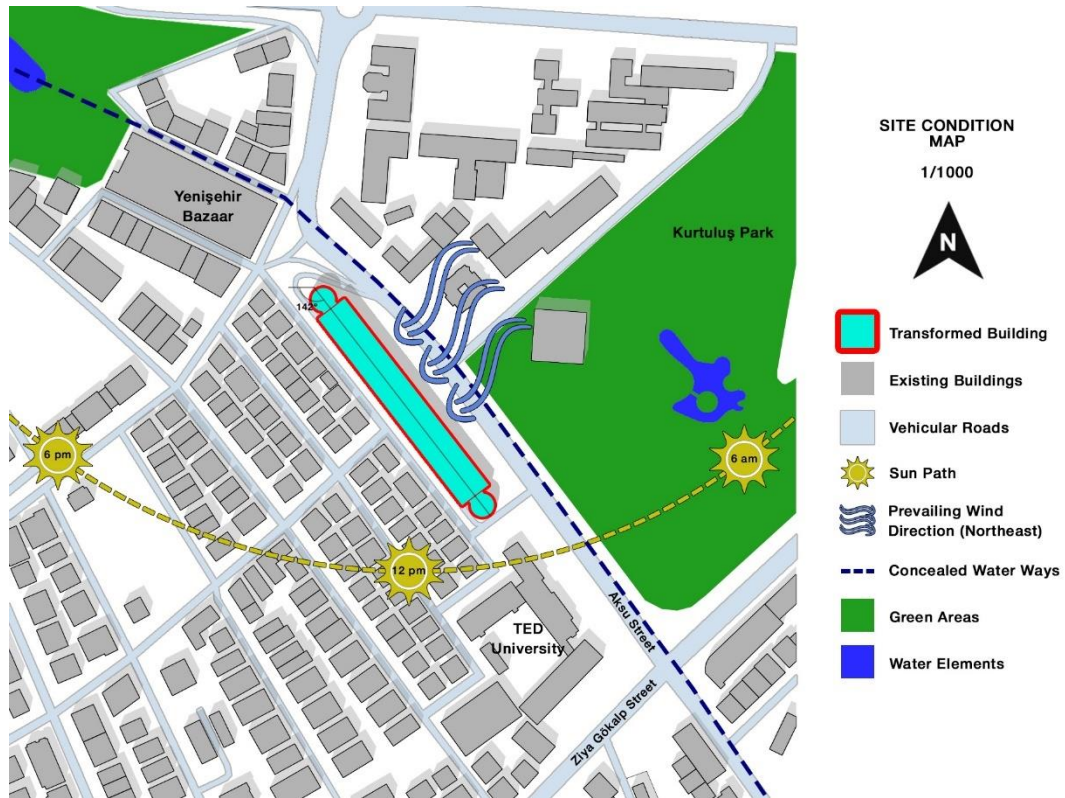 Yenişehir
Bazaar
Kurtuluş Park
142°
6 pm
6 am
12 pm
TED
University
Aksu Street
Ziya Gökalp Street
SITE CONDITION
MAP
1/1000
N
Transformed Building
Existing Buildings
Vehicular Roads
Sun Path
Prevailing Wind
Direction (Northeast)
Concealed Water Ways
Green Areas
Water Elements